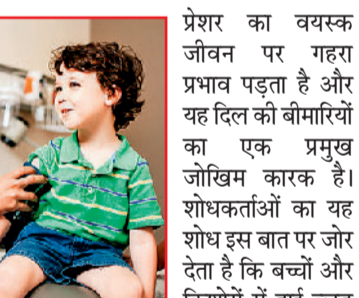 प्रेशर का वयस्क
जीवन पर गहरा
प्रभाव पड़ता है और
यह दिल की बीमारियों
का एक प्रमुख
जोखिम कारक है।
शोधकर्ताओं का यह
शोध इस बात पर जोर
देता है कि बच्चों और